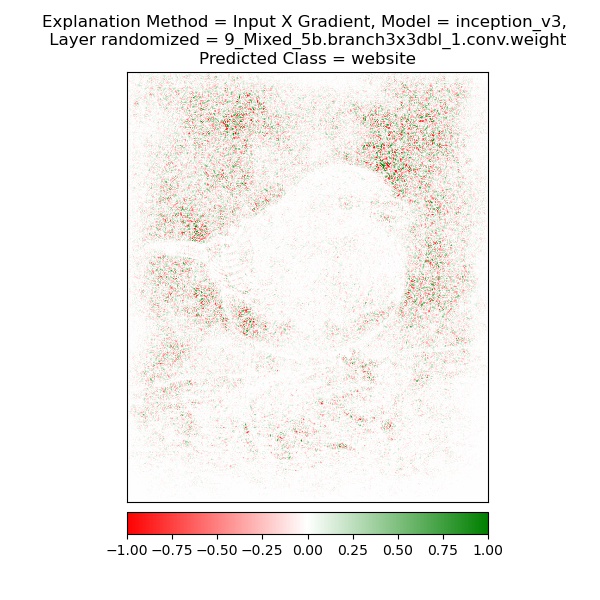 Explanation Method = Input X Gradient, Model = inception_v3,
Layer randomized = 9_Mixed_5b.branch3x3dbl_1.conv.weight
Predicted Class = website
−1.00 −0.75 −0.50 −0.25 0.00 0.25 0.50 0.75 1.00